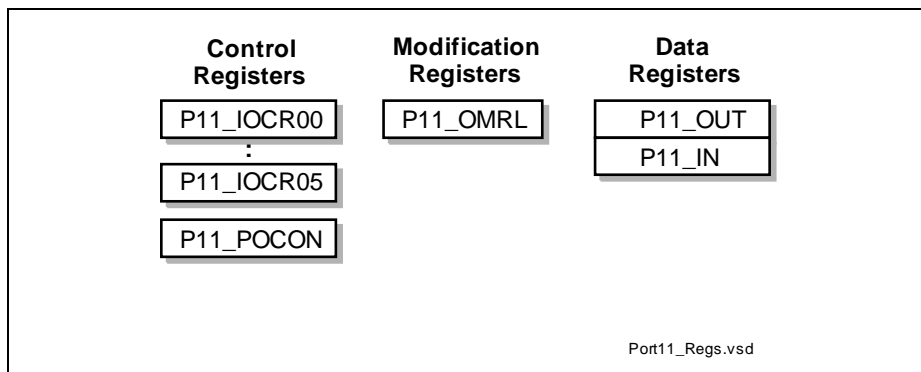 Control Registers
P11_IOCR00
:
P11_IOCR05
P11_POCON
Modification Registers
P11_OMRL
Data Registers
P11_OUT
P11_IN
Port11_Regs.vsd